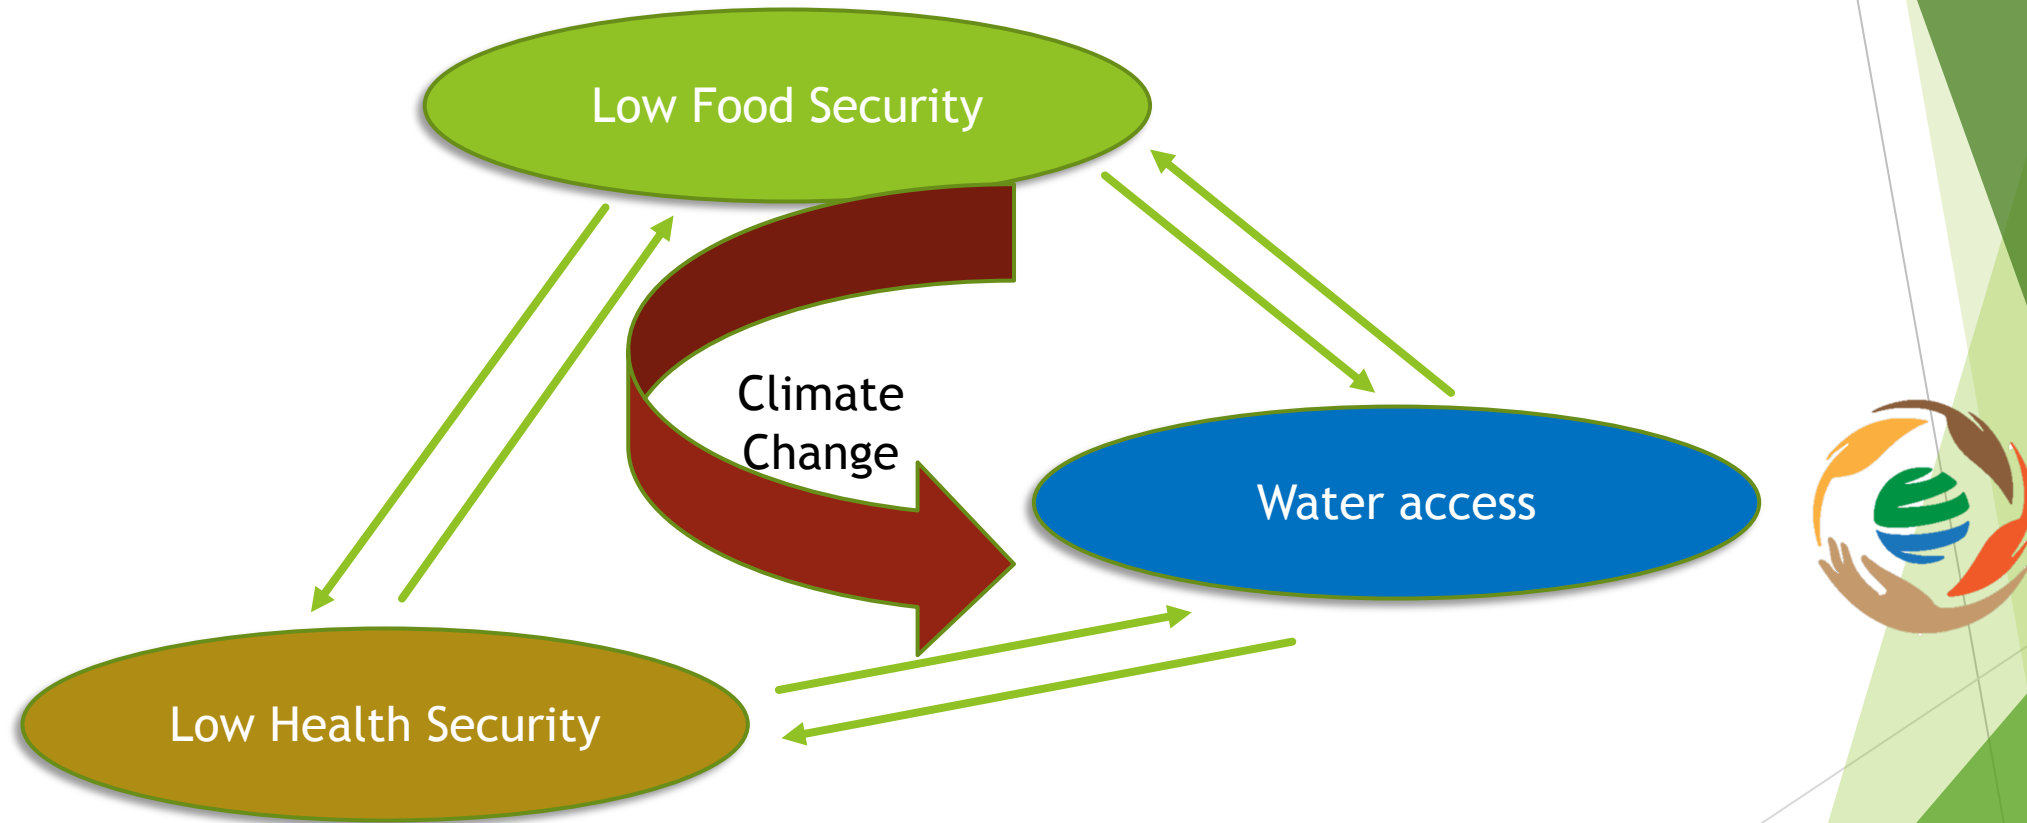 Low Food Security
Climate
Change
Water access
Low Health Security